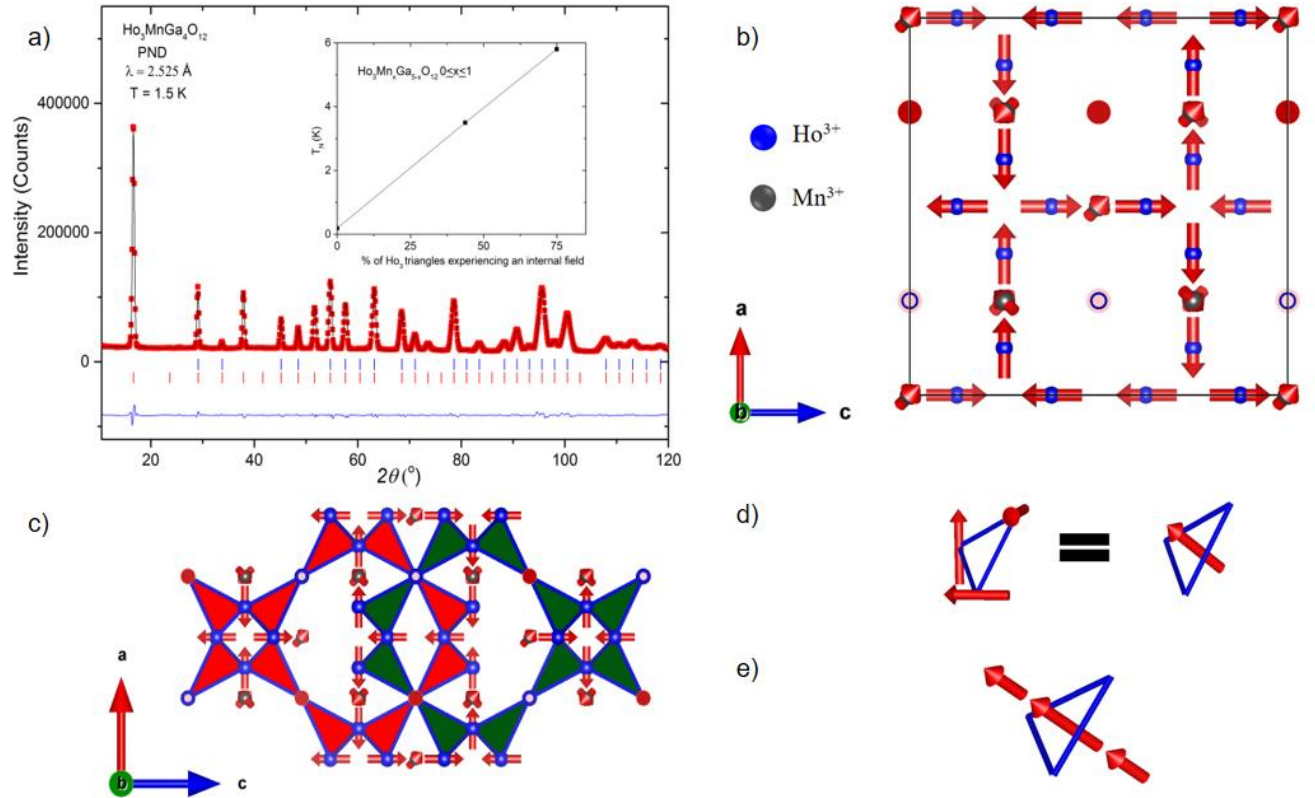 a)
Ho3MnGa4O12
PND
λ = 2.525 Å
T = 1.5 K
Intensity (Counts)
400000
200000
0
20
40
60
80
100
120
2θ (°)
6
4
2
0
TN (K)
Ho3MnxGa5-xO12 0≤x≤1
0
25
50
75
% of Ho3 triangles experiencing an internal field
b)
Ho3+
Mn3+
a
b
c
c)
a
b
c
d)
e)